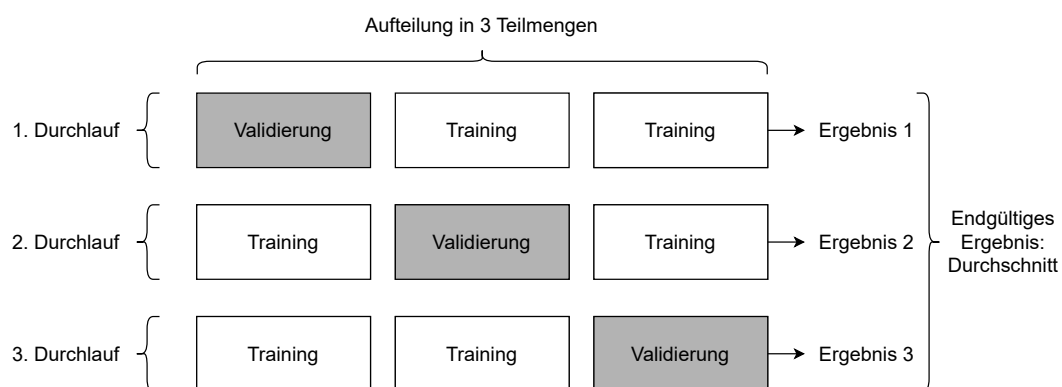 Aufteilung in 3 Teilmengen
1. Durchlauf
Validierung
Training
Training
Ergebnis 1
2. Durchlauf
Training
Validierung
Training
Ergebnis 2
Endgültiges
Ergebnis:
Durchschnitt
3. Durchlauf
Training
Training
Validierung
Ergebnis 3